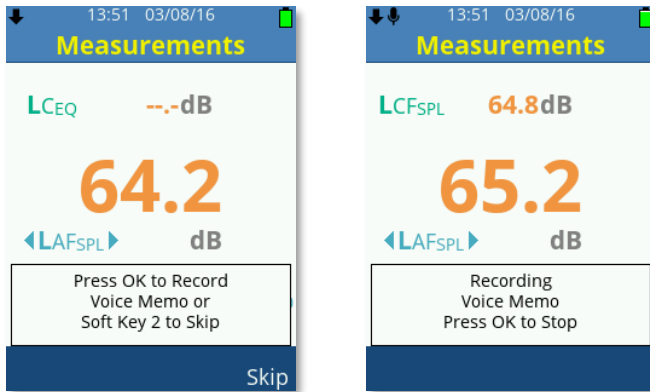 13:51 03/08/16
Measurements
LCEQ --.-dB
64.2
LAFSPL dB
Press OK to Record
Voice Memo or
Soft Key 2 to Skip
Skip
13:51 03/08/16
Measurements
LCFSPL 64.8dB
65.2
LAFSPL dB
Recording
Voice Memo
Press OK to Stop